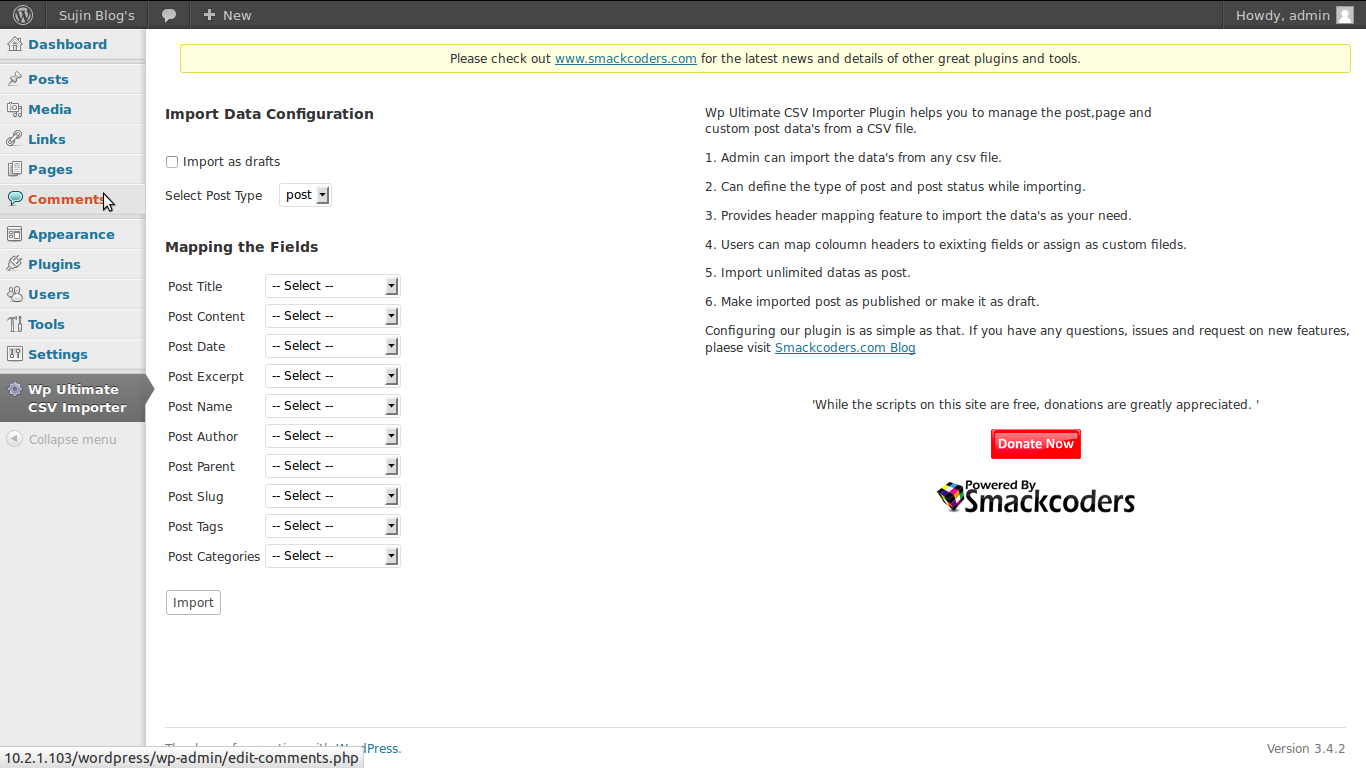 Sujin Blog's New Howdy, admin
Dashboard
Posts
Media
Links
Pages
Comments
Appearance
Plugins
Users
Tools
Settings
Wp Ultimate
CSV Importer
Collapse menu
Please check out www.smackcoders.com for the latest news and details of other great plugins and tools.
Import Data Configuration
Import as drafts
Select Post Type post
Mapping the Fields
Post Title -- Select --
Post Content -- Select --
Post Date -- Select --
Post Excerpt -- Select --
Post Name -- Select --
Post Author -- Select --
Post Parent -- Select --
Post Slug -- Select --
Post Tags -- Select --
Post Categories -- Select --
Import
Wp Ultimate CSV Importer Plugin helps you to manage the post,page and
custom post data's from a CSV file.
1. Admin can import the data's from any csv file.
2. Can define the type of post and post status while importing.
3. Provides header mapping feature to import the data's as your need.
4. Users can map coloumn headers to exixting fields or assign as custom fileds.
5. Import unlimited datas as post.
6. Make imported post as published or make it as draft.
Configuring our plugin is as simple as that. If you have any questions, issues and request on new features,
plaese visit Smackcoders.com Blog
'While the scripts on this site are free, donations are greatly appreciated. '
Donate Now
Powered By
Smackcoders
WordPress. Version 3.4.2
10.2.1.103/wordpress/wp-admin/edit-comments.php